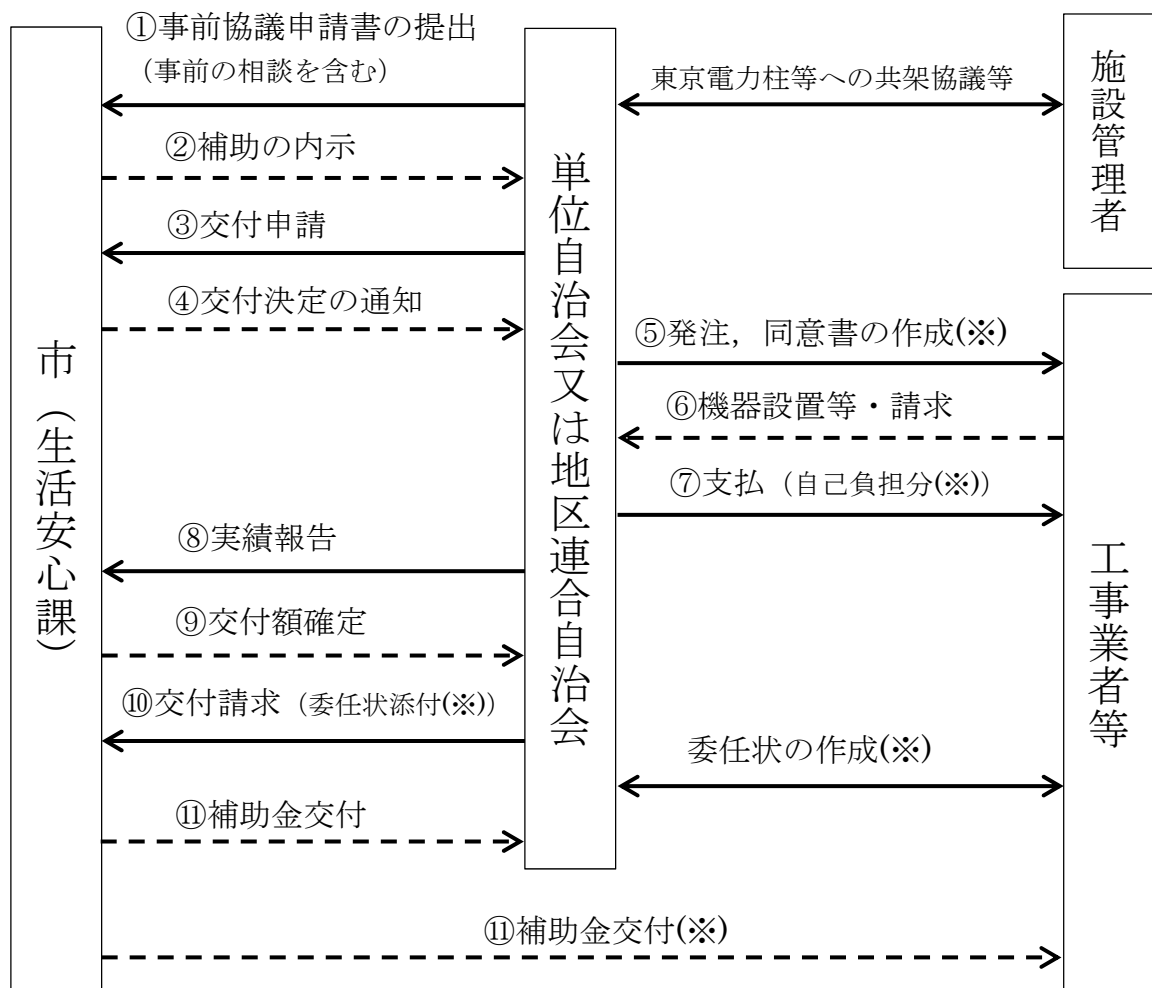 ①事前協議申請書の提出
（事前の相談を含む）
東京電力柱等への共架協議等
施設管理者
②補助の内示
③交付申請
④交付決定の通知
単位自治会又は地区連合自治会
市（生活安心課）
⑤発注，同意書の作成(※)
⑥機器設置等・請求
⑦支払（自己負担分(※)）
工事業者等
⑧実績報告
⑨交付額確定
⑩交付請求（委任状添付(※)）
委任状の作成(※)
⑪補助金交付
⑪補助金交付(※)